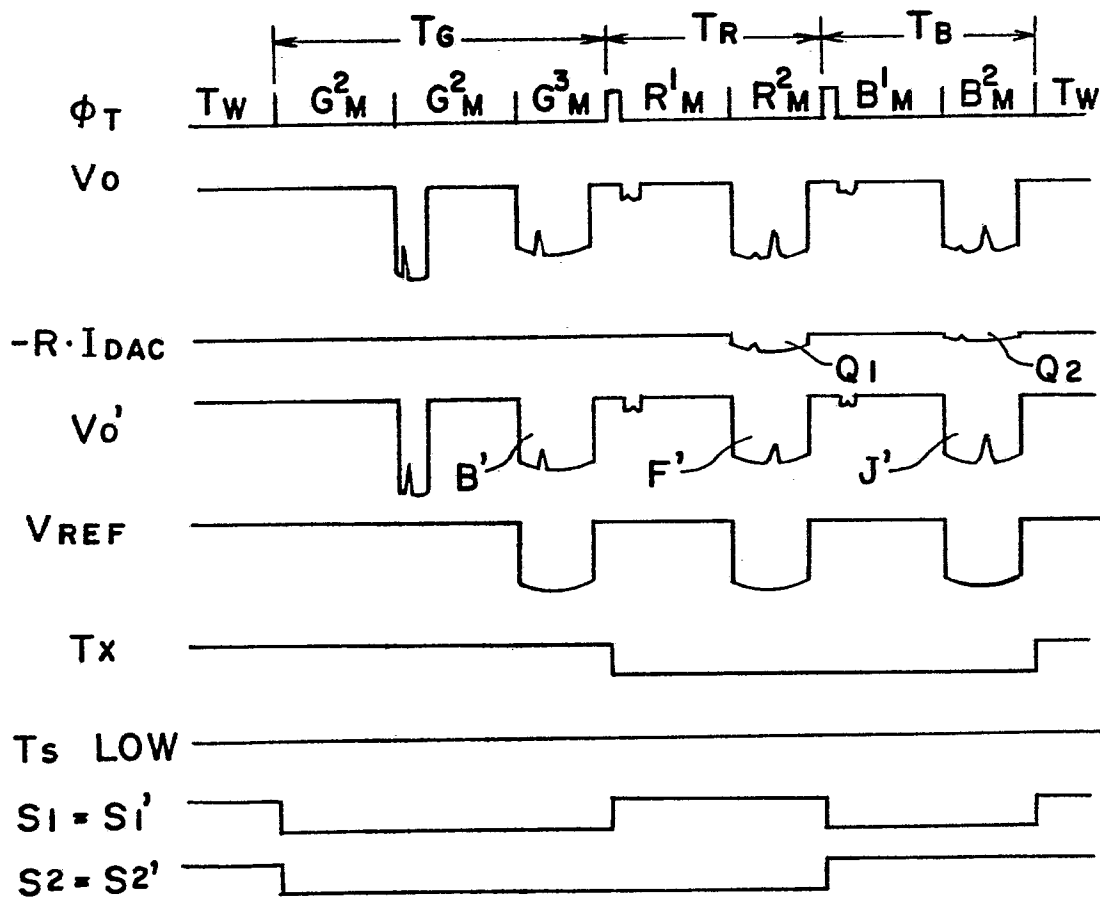 TG TR TB
ΦT TW G²M G²M G³M R¹M R²M B¹M B²M TW
Vo
-R·IDAC Q1 Q2
Vo' B' F' J'
VREF
Tx
Ts LOW
S1 = S1'
S2 = S2'